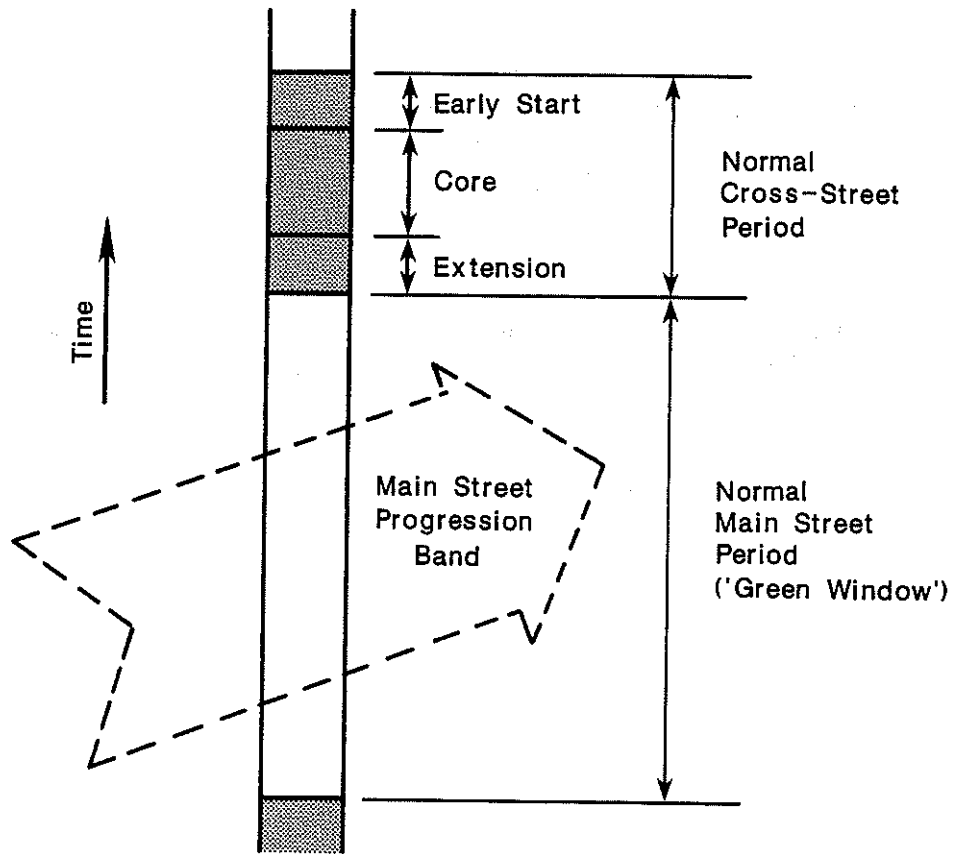 Early Start
Core
Extension
Normal
Cross-Street
Period
Time
Main Street
Progression
Band
Normal
Main Street
Period
('Green Window')